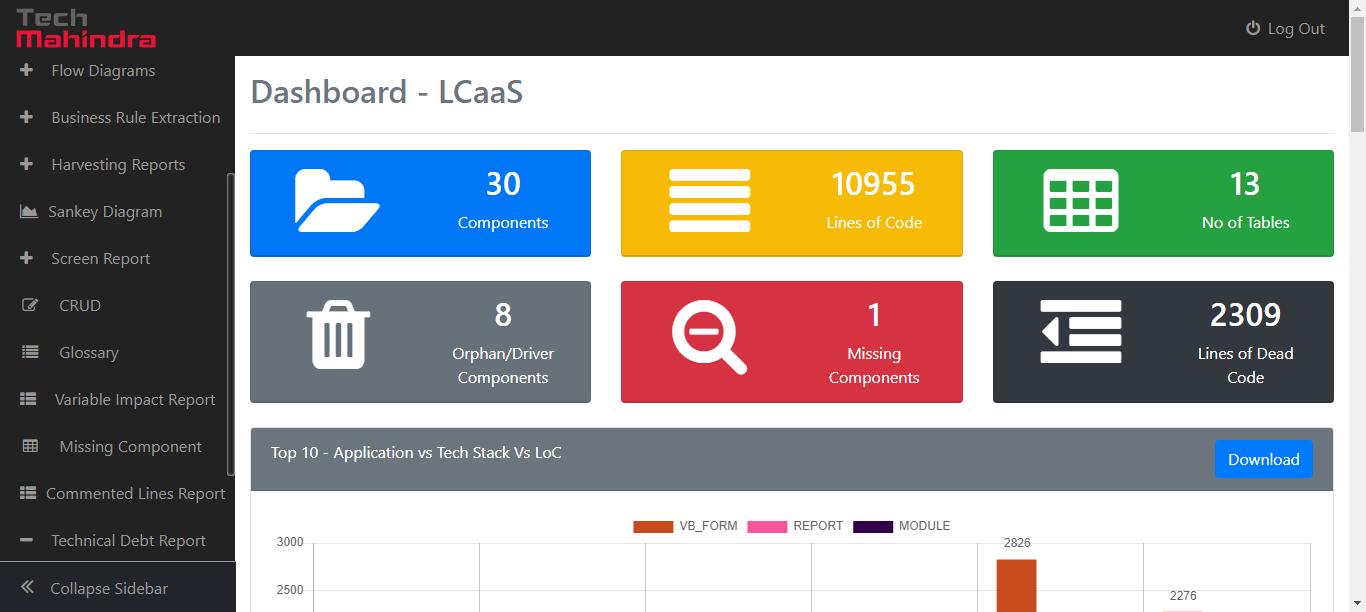 Tech
Mahindra
Log Out
Flow Diagrams
Business Rule Extraction
Harvesting Reports
Sankey Diagram
Screen Report
CRUD
Glossary
Variable Impact Report
Missing Component
Commented Lines Report
Technical Debt Report
Collapse Sidebar
Dashboard - LCaaS
30
Components
10955
Lines of Code
13
No of Tables
8
Orphan/Driver
Components
1
Missing
Components
2309
Lines of Dead
Code
Top 10 - Application vs Tech Stack Vs LoC
Download
VB_FORM REPORT MODULE
3000
2826
2500
2276